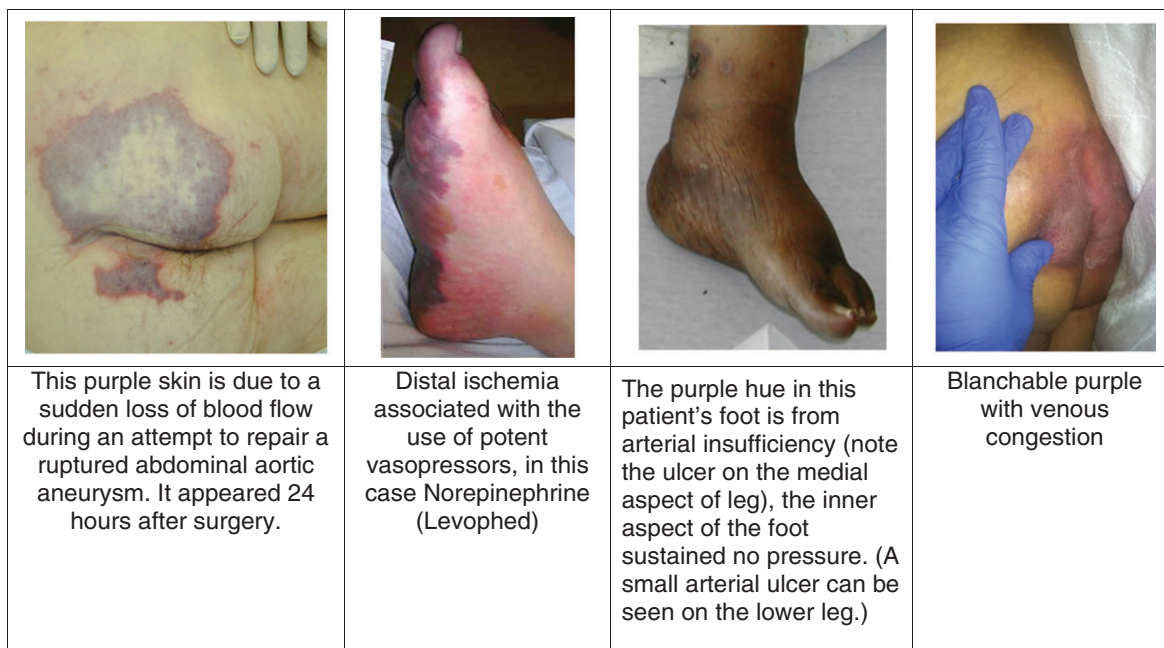 This purple skin is due to a
sudden loss of blood flow
during an attempt to repair a
ruptured abdominal aortic
aneurysm. It appeared 24
hours after surgery.
Distal ischemia
associated with the
use of potent
vasopressors, in this
case Norepinephrine
(Levophed)
The purple hue in this
patient's foot is from
arterial insufficiency (note
the ulcer on the medial
aspect of leg), the inner
aspect of the foot
sustained no pressure. (A
small arterial ulcer can be
seen on the lower leg.)
Blanchable purple
with venous
congestion